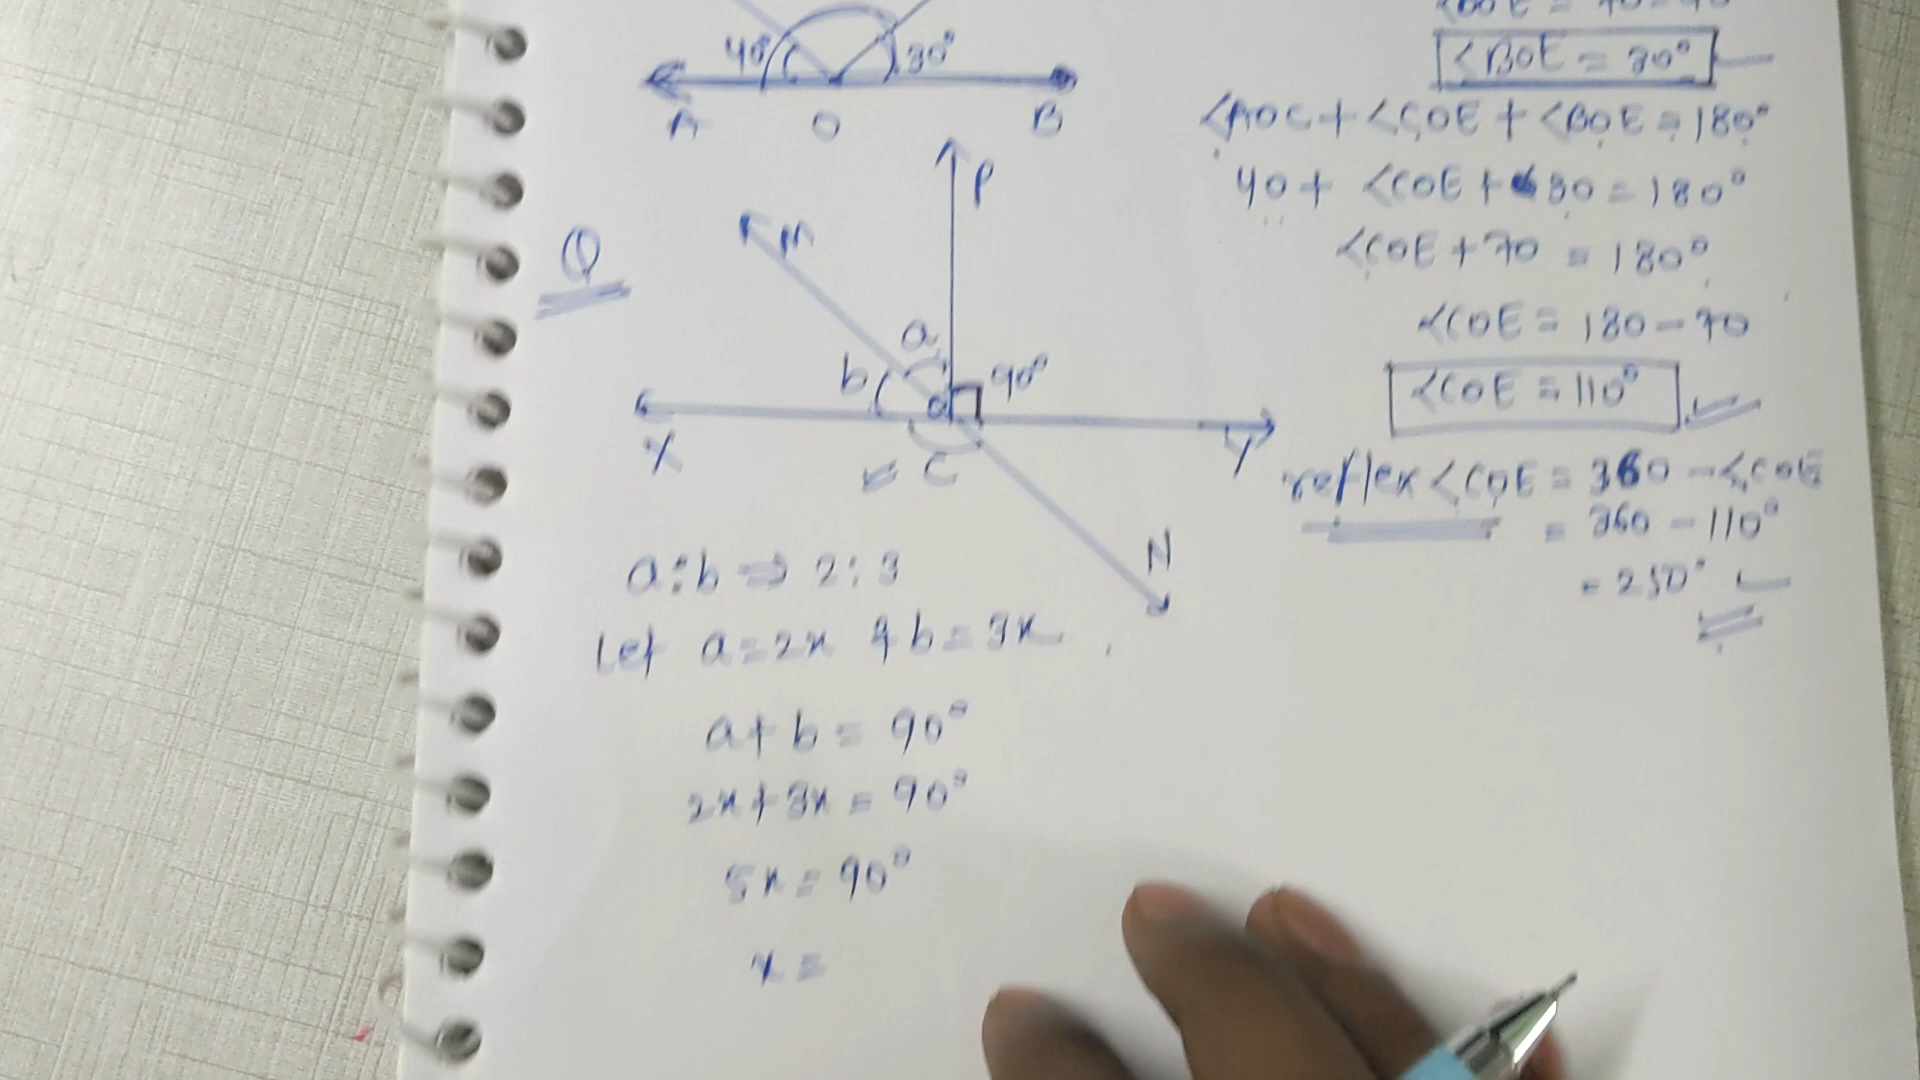 40° 30°
A O B
P
M
Q
a
b 90°
O
X C Y
N
a:b ⇒ 2:3
Let a=2x & b=3x
a+b = 90°
2x+3x = 90°
5x = 90°
x =
<BOE = 30°
<AOC + <COE + <BOE = 180°
40 + <COE + 30 = 180°
<COE + 70 = 180°
<COE = 180 - 70
<COE = 110°
reflex <COE = 360 - <COE
= 360 - 110°
= 250°